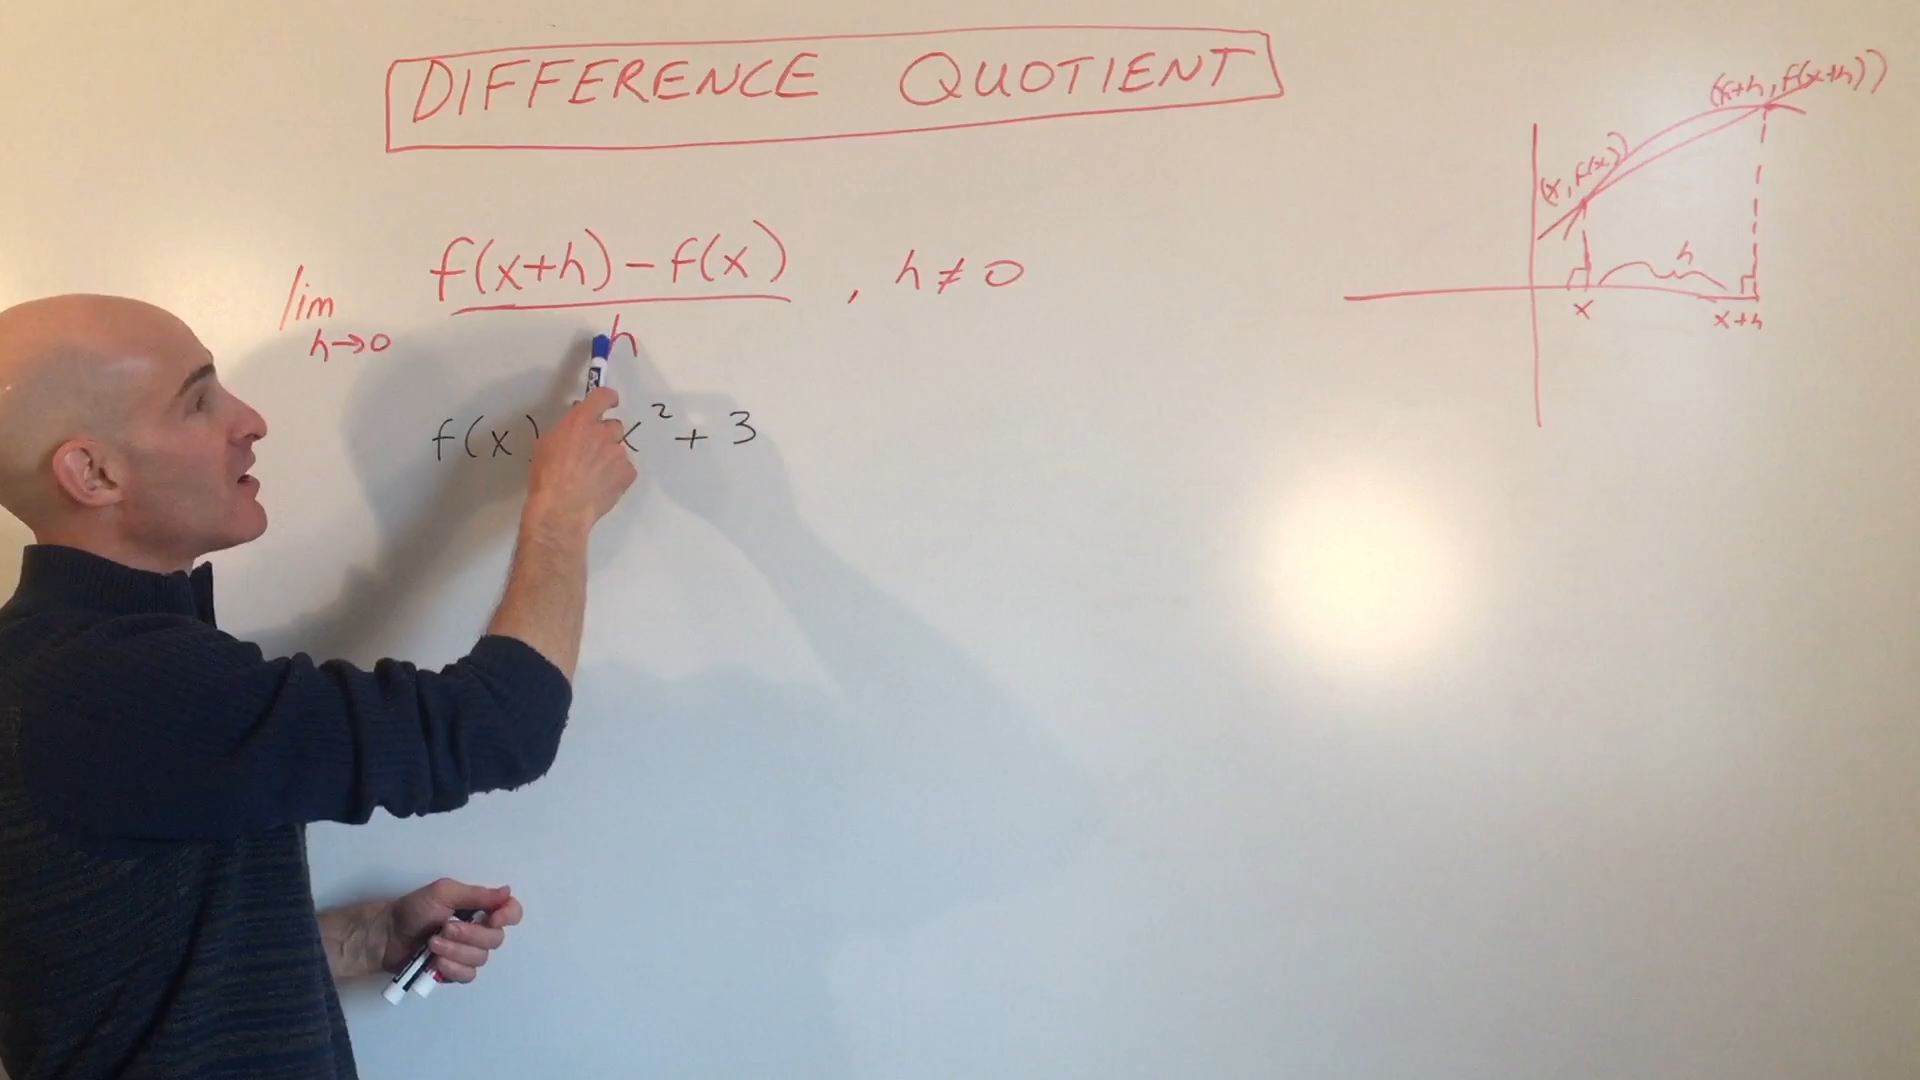 DIFFERENCE QUOTIENT
lim h→0 f(x+h) - f(x) / h , h ≠ 0
f(x) x² + 3
(x+h, f(x+h))
(x, f(x))
h
x
x+h